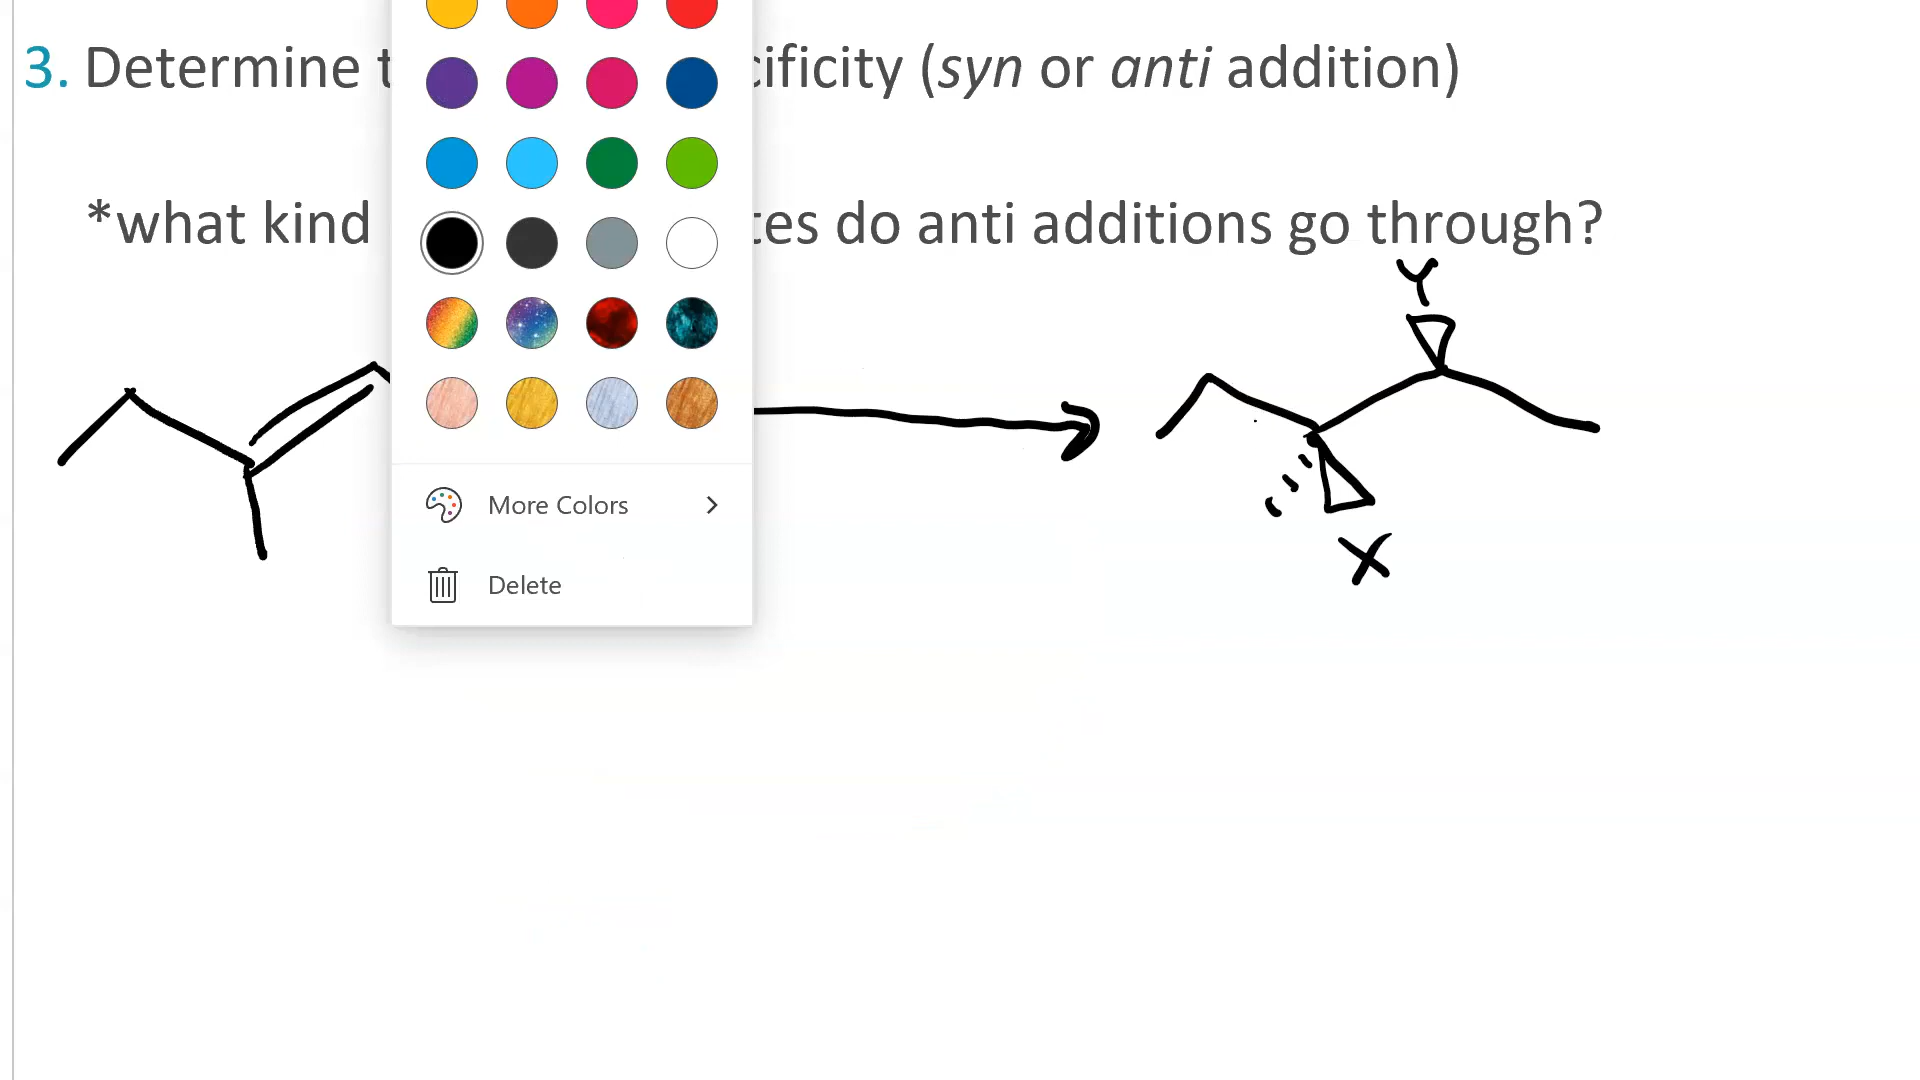 3. Determine t cificity (syn or anti addition)
*what kind tes do anti additions go through?
Y
X
More Colors
Delete